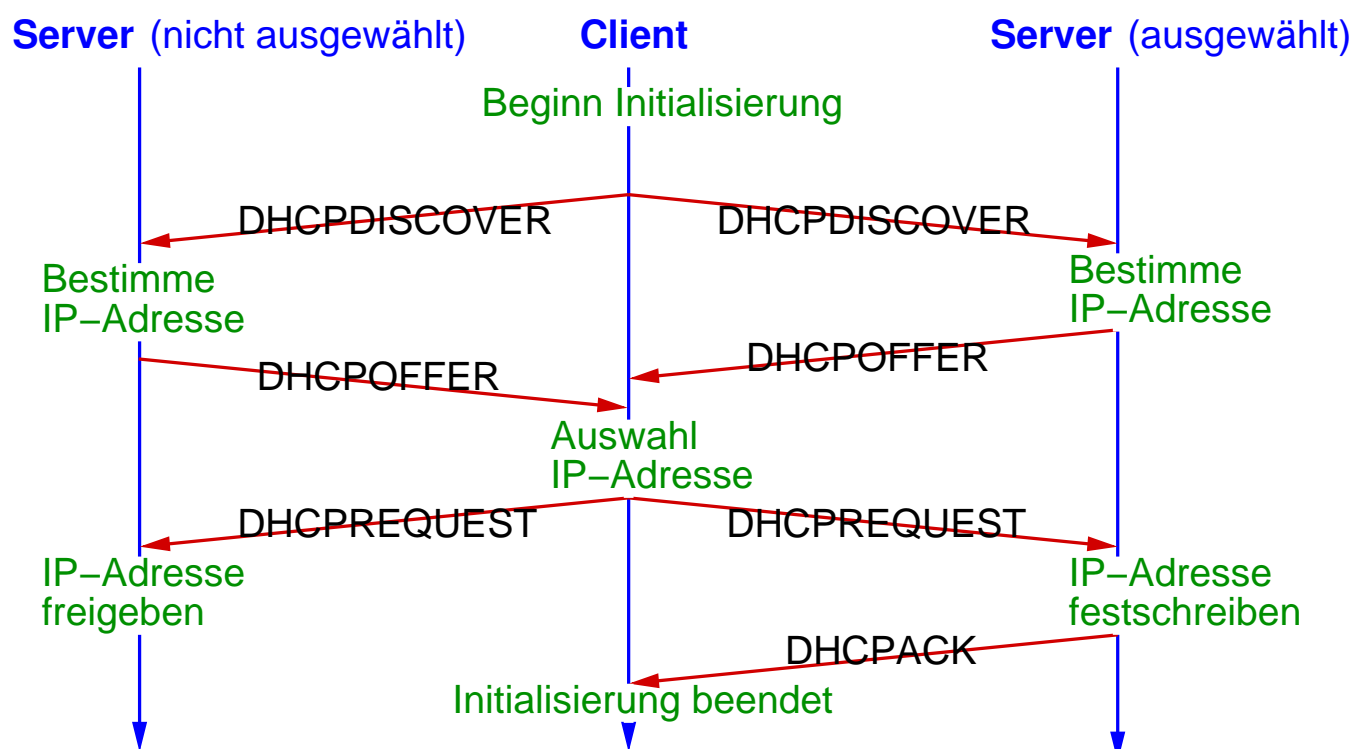 Server (nicht ausgewählt)
Client
Server (ausgewählt)
Beginn Initialisierung
DHCPDISCOVER
DHCPDISCOVER
Bestimme
IP−Adresse
Bestimme
IP−Adresse
DHCPOFFER
DHCPOFFER
Auswahl
IP−Adresse
DHCPREQUEST
DHCPREQUEST
IP−Adresse
freigeben
IP−Adresse
festschreiben
DHCPACK
Initialisierung beendet